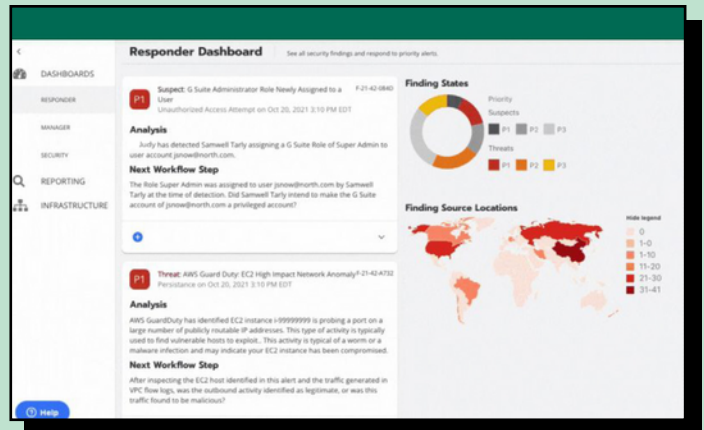 Responder Dashboard
See all security findings and respond to priority alerts.
DASHBOARDS
RESPONDER
MANAGER
SECURITY
REPORTING
INFRASTRUCTURE
Help
P1
Suspect: G Suite Administrator Role Newly Assigned to a User
F-21-42-0840
Unauthorized Access Attempt on Oct 20, 2021 3:10 PM EDT
Analysis
Judy has detected Samwell Tarly assigning a G Suite Role of Super Admin to
user account jsnow@north.com.
Next Workflow Step
The Role Super Admin was assigned to user jsnow@north.com by Samwell
Tarly at the time of detection. Did Samwell Tarly intend to make the G Suite
account of jsnow@north.com a privileged account?
P1
Threat: AWS Guard Duty: EC2 High Impact Network Anomaly
F-21-42-A732
Persistance on Oct 20, 2021 3:10 PM EDT
Analysis
AWS GuardDuty has identified EC2 instance i-99999999 is probing a port on a
large number of publicly routable IP addresses. This type of activity is typically
used to find vulnerable hosts to exploit.. This activity is typical of a worm or a
malware infection and may indicate your EC2 instance has been compromised.
Next Workflow Step
After inspecting the EC2 host identified in this alert and the traffic generated in
VPC flow logs, was the outbound activity identified as legitimate, or was this
traffic found to be malicious?
Finding States
Priority
Suspects
P1 P2 P3
Threats
P1 P2 P3
Finding Source Locations
Hide legend
0
1-0
1-10
11-20
21-30
31-41